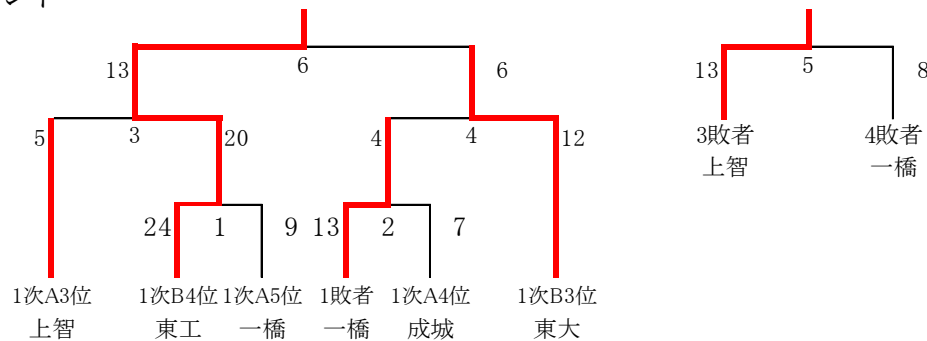 13 6 6 13 5 8
5 3 20 4 4 12 3敗者 4敗者
上智 一橋
24 1 9 13 2 7
1次A3位 1次B4位 1次A5位 1敗者 1次A4位 1次B3位
上智 東工 一橋 一橋 成城 東大